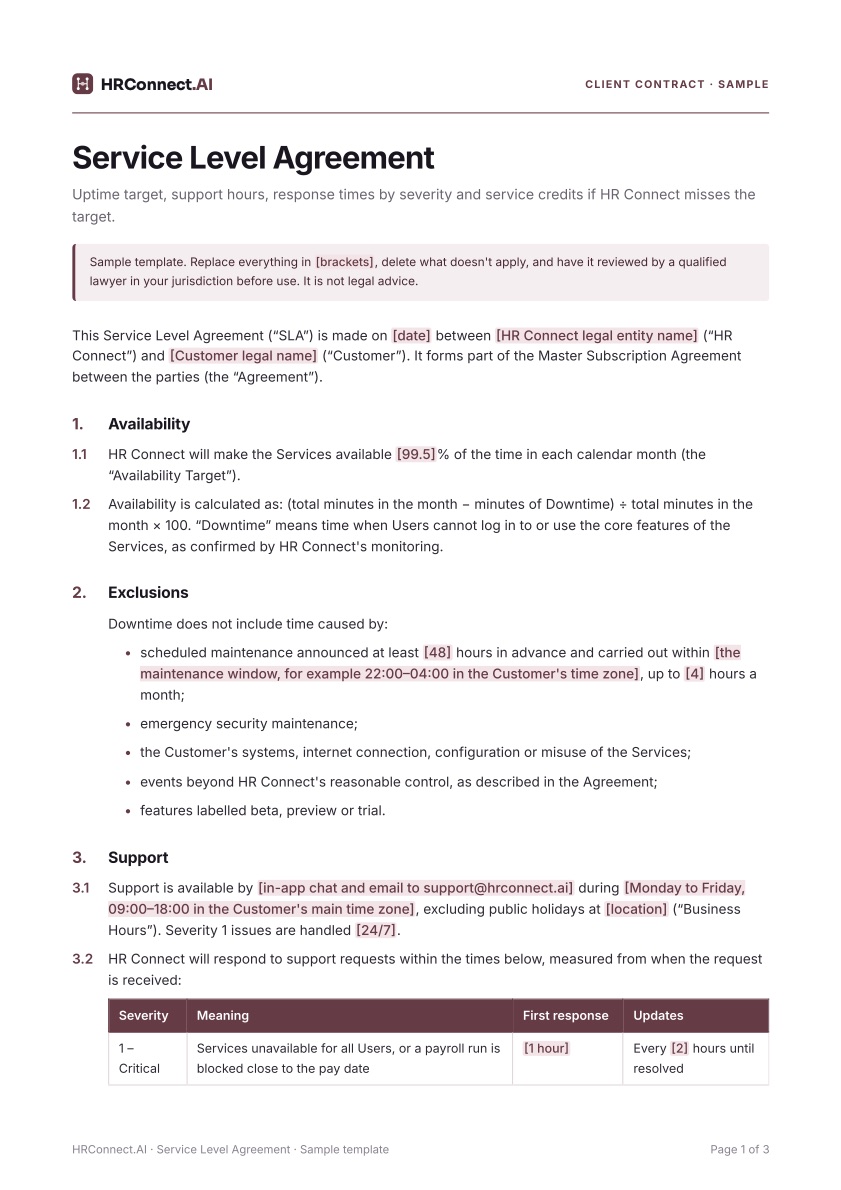 HRConnect.AI
CLIENT CONTRACT · SAMPLE
Service Level Agreement
Uptime target, support hours, response times by severity and service credits if HR Connect misses the
target.
Sample template. Replace everything in [brackets], delete what doesn't apply, and have it reviewed by a qualified
lawyer in your jurisdiction before use. It is not legal advice.
This Service Level Agreement (“SLA”) is made on [date] between [HR Connect legal entity name] (“HR
Connect”) and [Customer legal name] (“Customer”). It forms part of the Master Subscription Agreement
between the parties (the “Agreement”).
1. Availability
1.1 HR Connect will make the Services available [99.5]% of the time in each calendar month (the
“Availability Target”).
1.2 Availability is calculated as: (total minutes in the month − minutes of Downtime) ÷ total minutes in the
month × 100. “Downtime” means time when Users cannot log in to or use the core features of the
Services, as confirmed by HR Connect's monitoring.
2. Exclusions
Downtime does not include time caused by:
• scheduled maintenance announced at least [48] hours in advance and carried out within [the
maintenance window, for example 22:00–04:00 in the Customer's time zone], up to [4] hours a
month;
• emergency security maintenance;
• the Customer's systems, internet connection, configuration or misuse of the Services;
• events beyond HR Connect's reasonable control, as described in the Agreement;
• features labelled beta, preview or trial.
3. Support
3.1 Support is available by [in-app chat and email to support@hrconnect.ai] during [Monday to Friday,
09:00–18:00 in the Customer's main time zone], excluding public holidays at [location] (“Business
Hours”). Severity 1 issues are handled [24/7].
3.2 HR Connect will respond to support requests within the times below, measured from when the request
is received:
Severity Meaning First response Updates
1 – Services unavailable for all Users, or a payroll run is [1 hour] Every [2] hours until
Critical blocked close to the pay date resolved
HRConnect.AI · Service Level Agreement · Sample template
Page 1 of 3